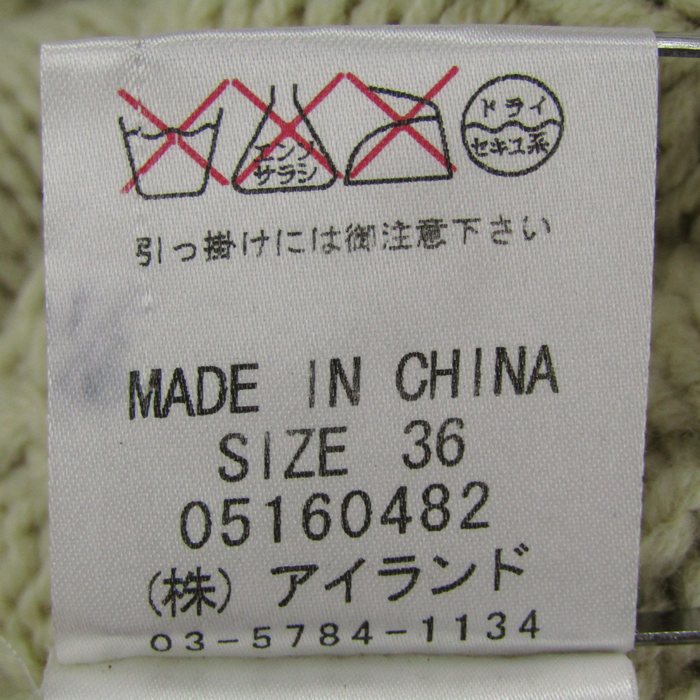 エンソ サラシ
ドライ
セキユ系
引っ掛けには御注意下さい
MADE IN CHINA
SIZE 36
05160482
(株) アイランド
03-5784-1134